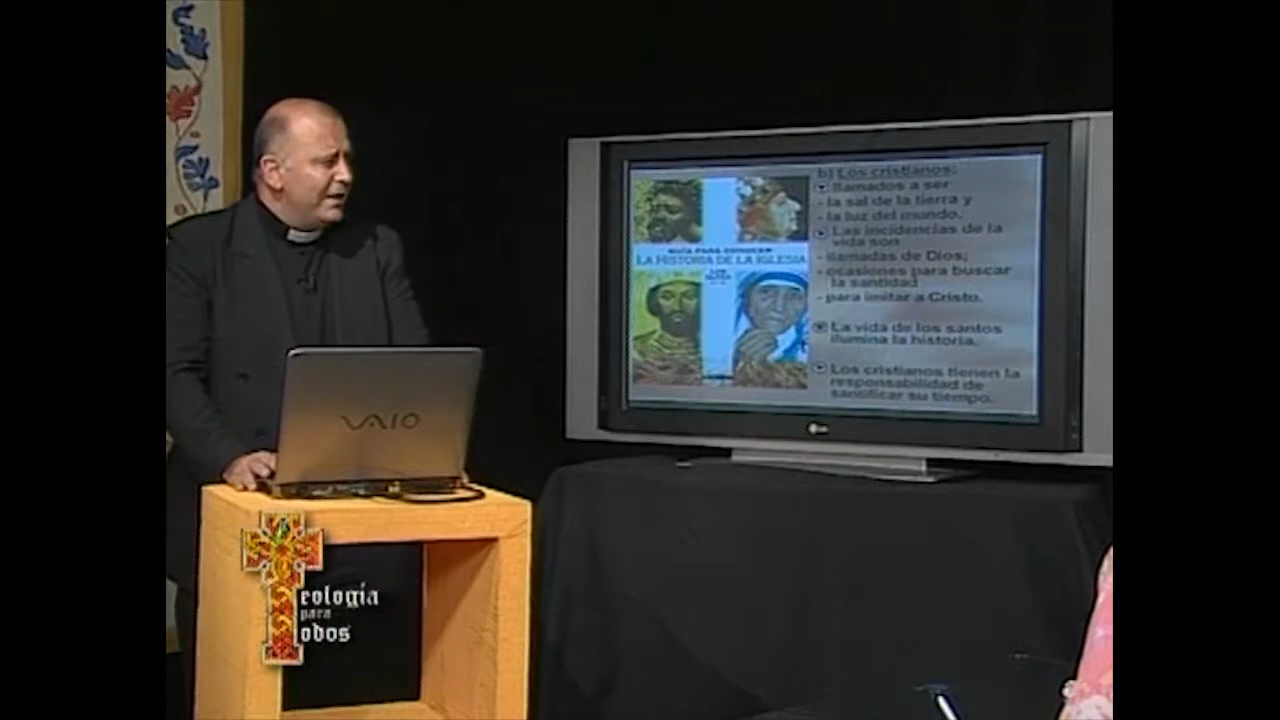 b) Los cristianos:
llamados a ser
- la sal de la tierra y
- la luz del mundo.
Las incidencias de la
vida son
- llamadas de Dios;
- ocasiones para buscar
la santidad
- para imitar a Cristo.
La vida de los santos
ilumina la historia.
Los cristianos tienen la
responsabilidad de
santificar su tiempo.
GUÍA PARA CONOCER
LA HISTORIA DE LA IGLESIA
VAIO
LG
Teología
para
Todos